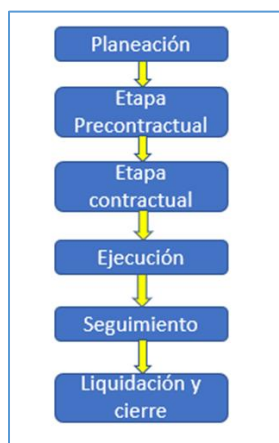 Planeación
Etapa
Precontractual
Etapa
contractual
Ejecución
Seguimiento
Liquidación y
cierre